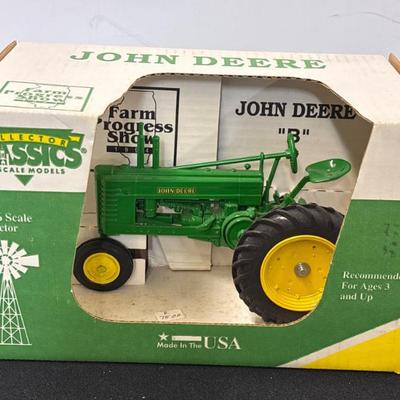 JOHN DEERE
Farm
Progress
Show
COLLECTOR
CLASSICS
SCALE MODELS
Scale
Tractor
Farm
Progress
Show
JOHN DEERE
"B"
JOHN DEERE
Recommended
For Ages 3
and Up
Made In The USA